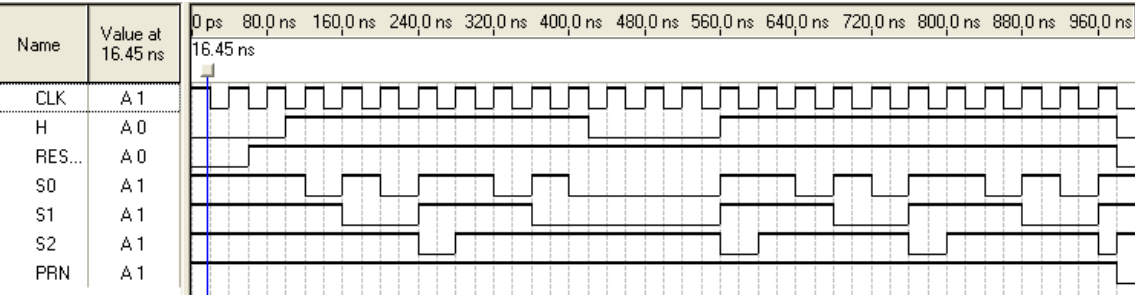 Name Value at 16.45 ns 0 ps 80.0 ns 160.0 ns 240.0 ns 320.0 ns 400.0 ns 480.0 ns 560.0 ns 640.0 ns 720.0 ns 800.0 ns 880.0 ns 960.0 ns
16.45 ns
CLK A 1
H A 0
RES... A 0
S0 A 1
S1 A 1
S2 A 1
PRN A 1